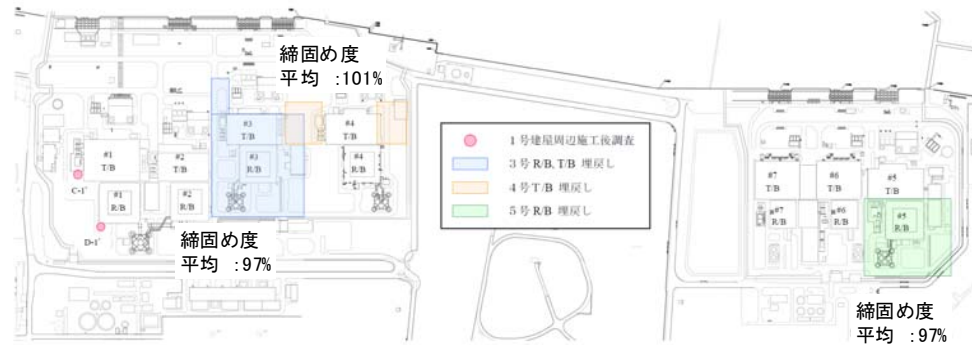 締固め度
平均 :101%
#3
T/B
#4
T/B
#1
T/B
#2
T/B
#3
R/B
#4
R/B
C-1'
#1
R/B
#2
R/B
D-1'
締固め度
平均 :97%
1号建屋周辺施工後調査
3号 R/B, T/B 埋戻し
4号 T/B 埋戻し
5号 R/B 埋戻し
#7
T/B
#6
T/B
#5
T/B
#7
R/B
#6
R/B
#5
R/B
締固め度
平均 :97%